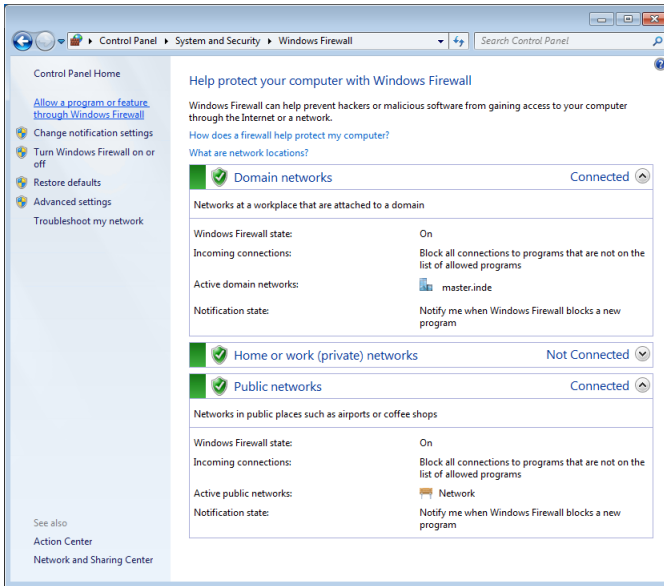 Control Panel ▸ System and Security ▸ Windows Firewall
Search Control Panel
Control Panel Home
Allow a program or feature
through Windows Firewall
Change notification settings
Turn Windows Firewall on or
off
Restore defaults
Advanced settings
Troubleshoot my network
See also
Action Center
Network and Sharing Center
Help protect your computer with Windows Firewall
Windows Firewall can help prevent hackers or malicious software from gaining access to your computer
through the Internet or a network.
How does a firewall help protect my computer?
What are network locations?
Domain networks Connected
Networks at a workplace that are attached to a domain
Windows Firewall state: On
Incoming connections: Block all connections to programs that are not on the
list of allowed programs
Active domain networks: master.inde
Notification state: Notify me when Windows Firewall blocks a new
program
Home or work (private) networks Not Connected
Public networks Connected
Networks in public places such as airports or coffee shops
Windows Firewall state: On
Incoming connections: Block all connections to programs that are not on the
list of allowed programs
Active public networks: Network
Notification state: Notify me when Windows Firewall blocks a new
program